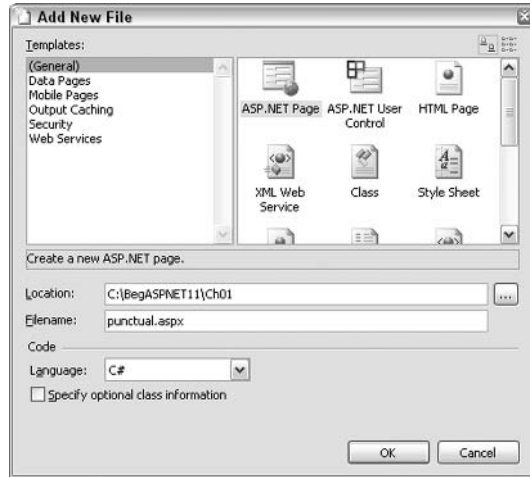 Add New File
Templates:
(General)
Data Pages
Mobile Pages
Output Caching
Security
Web Services
ASP.NET Page
ASP.NET User
Control
HTML Page
XML Web
Service
Class
Style Sheet
Create a new ASP.NET page.
Location:
C:\BegASPNET11\Ch01
...
Filename:
punctual.aspx
Code
Language:
C#
Specify optional class information
OK
Cancel